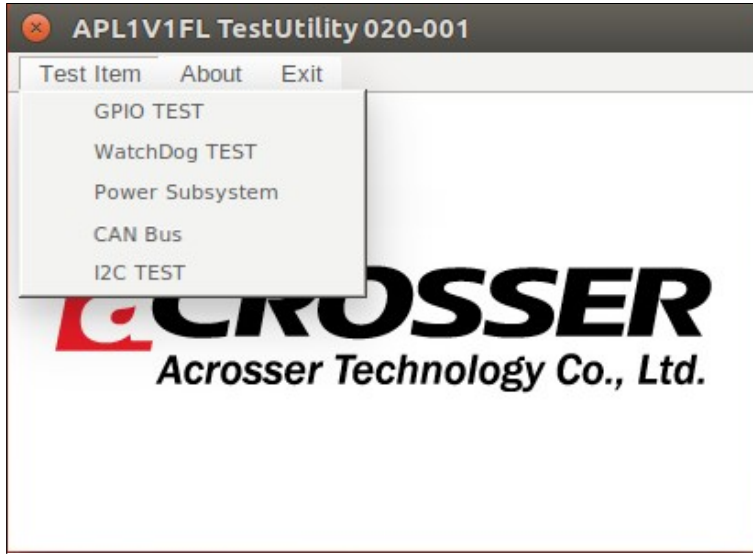 APL1V1FL TestUtility 020-001
Test Item About Exit
GPIO TEST
WatchDog TEST
Power Subsystem
CAN Bus
I2C TEST
aCROSSER
Acrosser Technology Co., Ltd.